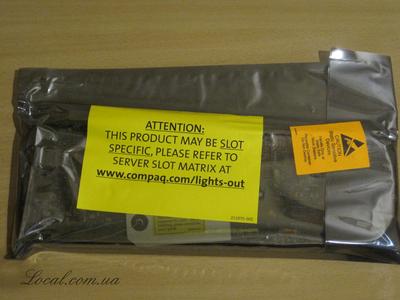 ATTENTION:
THIS PRODUCT MAY BE SLOT
SPECIFIC, PLEASE REFER TO
SERVER SLOT MATRIX AT
www.compaq.com/lights-out
Local.com.ua